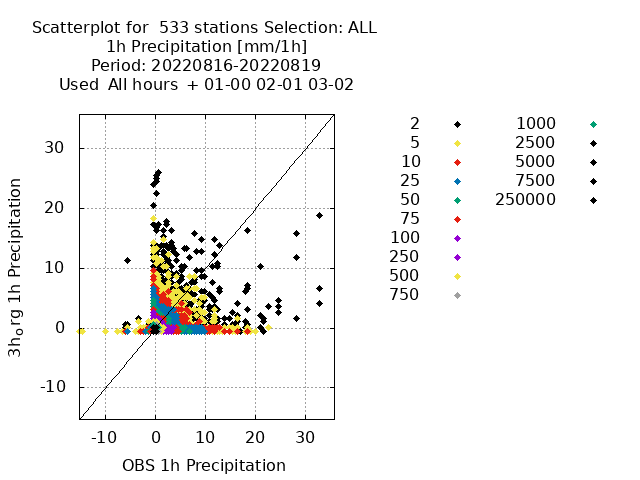 Scatterplot for  533 stations Selection: ALL
1h Precipitation [mm/1h]
Period: 20220816-20220819
Used  All hours  + 01-00 02-01 03-02
30
20
10
0
-10
-10 0 10 20 30
3hₒrg 1h Precipitation
OBS 1h Precipitation
2
5
10
25
50
75
100
250
500
750
1000
2500
5000
7500
250000